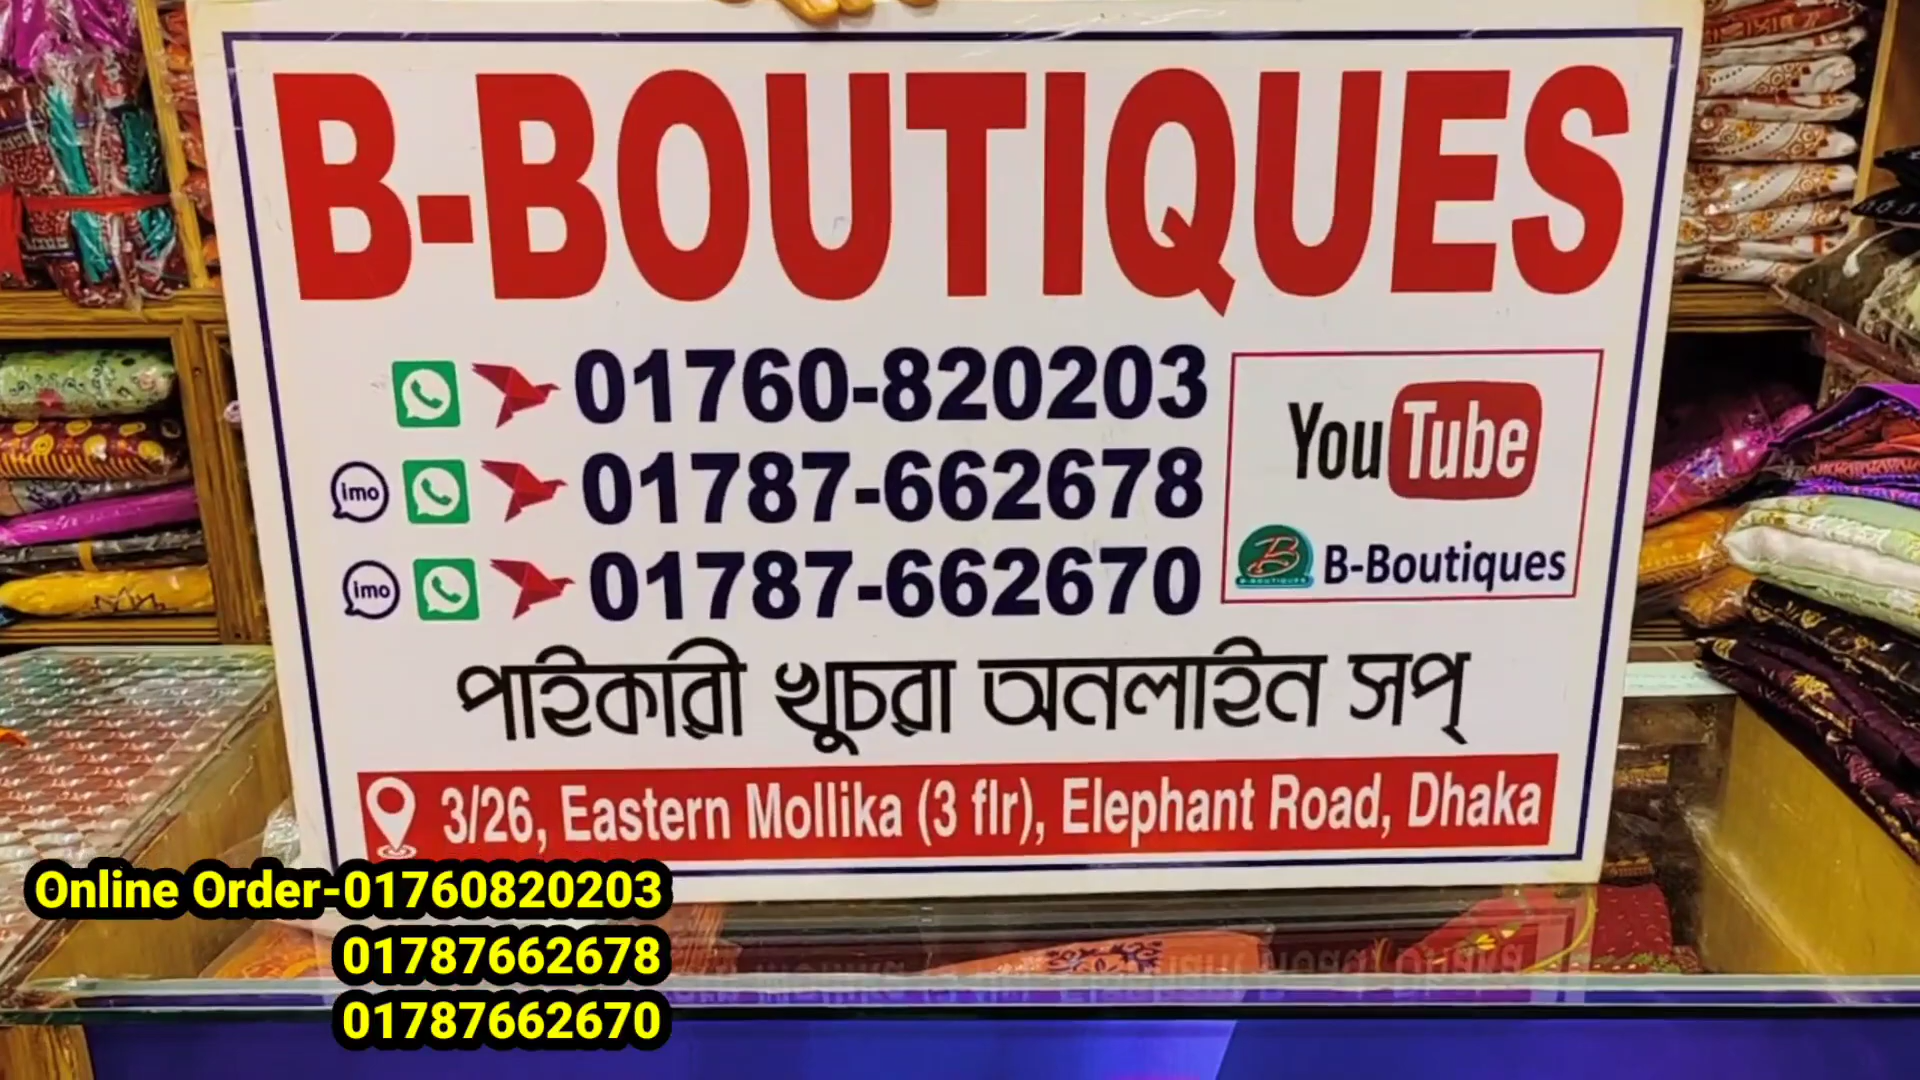 B-BOUTIQUES
01760-820203
imo 01787-662678
imo 01787-662670
YouTube
B-BOUTIQUES B-Boutiques
পাইকারী খুচরা অনলাইন সপ্
3/26, Eastern Mollika (3 flr), Elephant Road, Dhaka
Online Order-01760820203
01787662678
01787662670